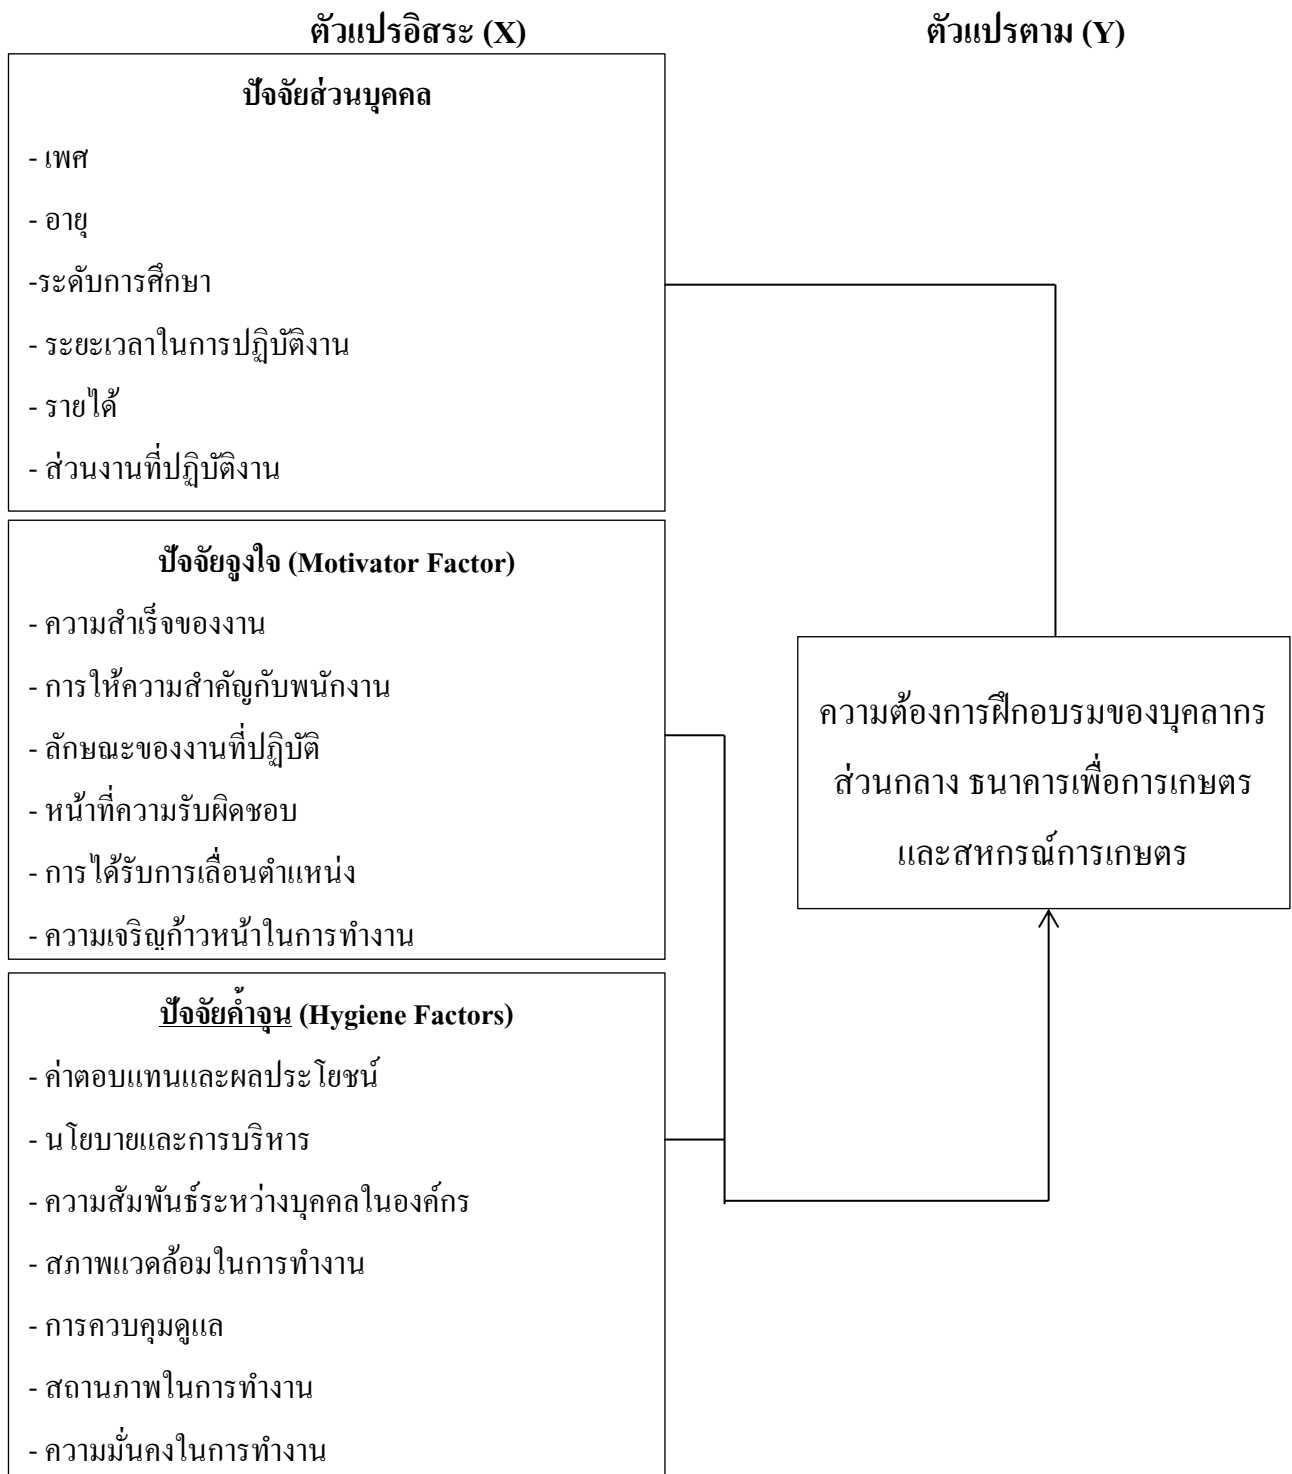 ตัวแปรอิสระ (X)
ตัวแปรตาม (Y)
ปัจจัยส่วนบุคคล
- เพศ
- อายุ
-ระดับการศึกษา
- ระยะเวลาในการปฏิบัติงาน
- รายได้
- ส่วนงานที่ปฏิบัติงาน
ปัจจัยจูงใจ (Motivator Factor)
- ความสำเร็จของงาน
- การให้ความสำคัญกับพนักงาน
- ลักษณะของงานที่ปฏิบัติ
- หน้าที่ความรับผิดชอบ
- การได้รับการเลื่อนตำแหน่ง
- ความเจริญก้าวหน้าในการทำงาน
ปัจจัยค้ำจุน (Hygiene Factors)
- ค่าตอบแทนและผลประโยชน์
- นโยบายและการบริหาร
- ความสัมพันธ์ระหว่างบุคคลในองค์กร
- สภาพแวดล้อมในการทำงาน
- การควบคุมดูแล
- สถานภาพในการทำงาน
- ความมั่นคงในการทำงาน
ความต้องการฝึกอบรมของบุคลากร
ส่วนกลาง ธนาคารเพื่อการเกษตร
และสหกรณ์การเกษตร